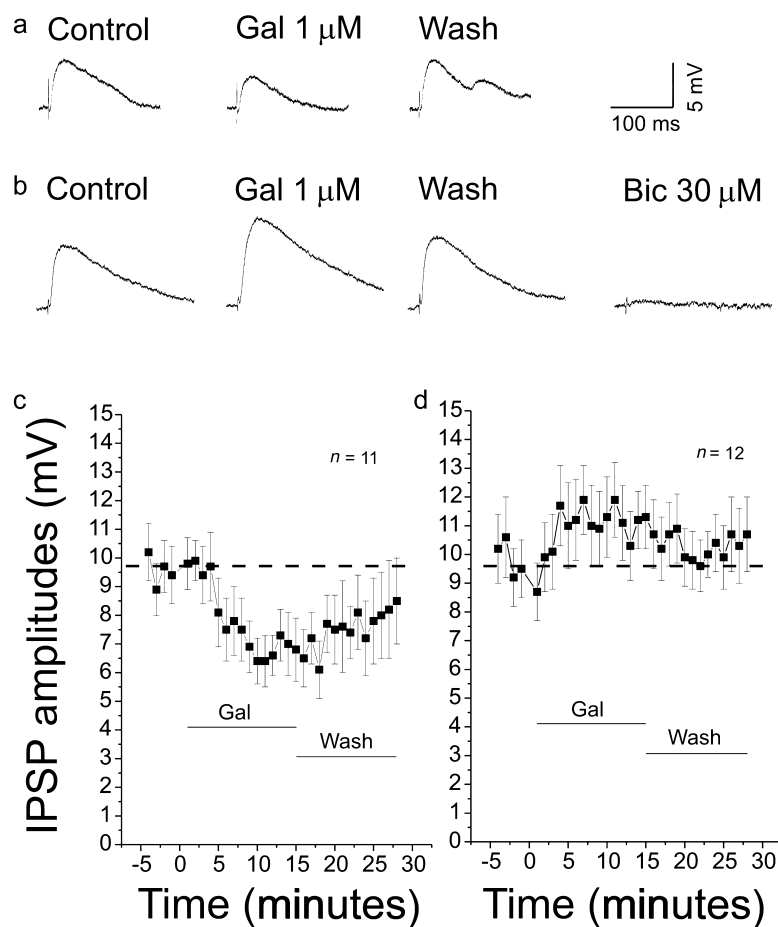 a
Control
Gal 1 μM
Wash
5 mV
100 ms
b
Control
Gal 1 μM
Wash
Bic 30 μM
c
d
IPSP amplitudes (mV)
15
14
13
12
11
10
9
8
7
6
5
4
3
2
1
0
n = 11
Gal
Wash
-5 0 5 10 15 20 25 30
Time (minutes)
15
14
13
12
11
10
9
8
7
6
5
4
3
2
1
0
n = 12
Gal
Wash
-5 0 5 10 15 20 25 30
Time (minutes)